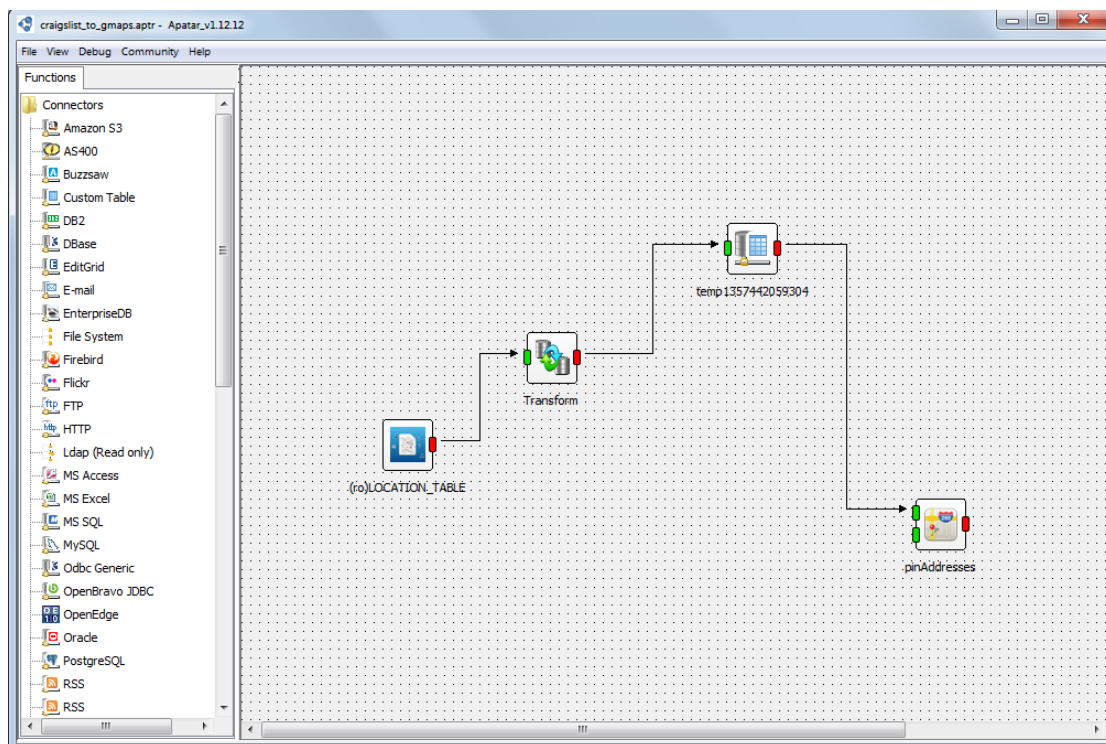 craigslist_to_gmaps.aptr - Apatar_v1.12.12
File View Debug Community Help
Functions
Connectors
Amazon S3
AS400
Buzzsaw
Custom Table
DB2
DBase
EditGrid
E-mail
EnterpriseDB
File System
Firebird
Flickr
FTP
HTTP
Ldap (Read only)
MS Access
MS Excel
MS SQL
MySQL
Odbc Generic
OpenBravo JDBC
OpenEdge
Oracle
PostgreSQL
RSS
RSS
temp1357442059304
Transform
(ro)LOCATION_TABLE
pinAddresses